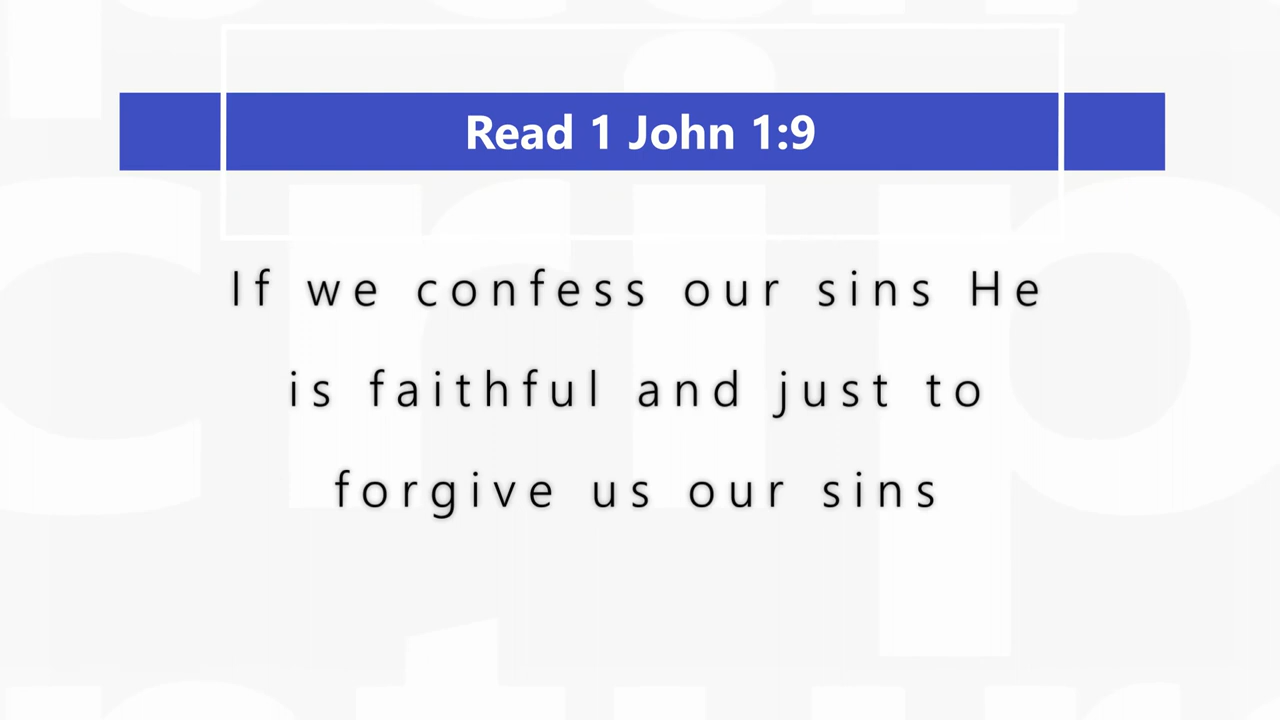 Read 1 John 1:9
If we confess our sins He
is faithful and just to
forgive us our sins